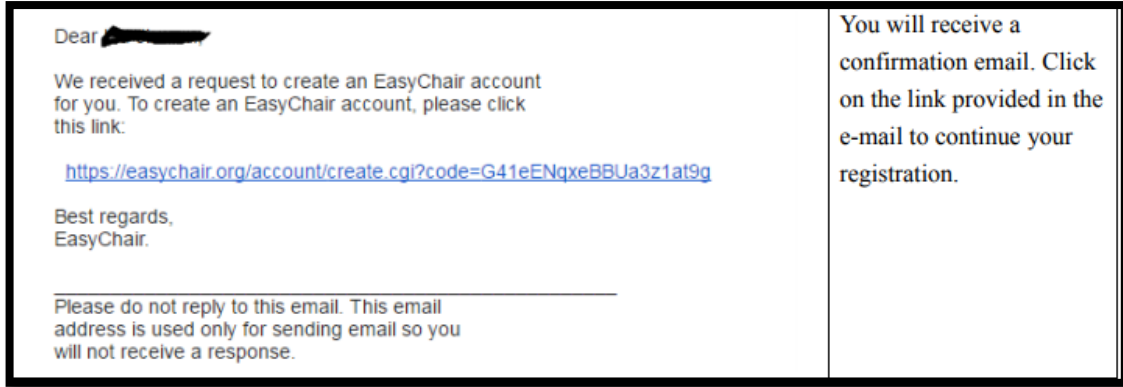 Dear
We received a request to create an EasyChair account
for you. To create an EasyChair account, please click
this link:
https://easychair.org/account/create.cgi?code=G41eENqxeBBUa3z1at9g
Best regards,
EasyChair.
Please do not reply to this email. This email
address is used only for sending email so you
will not receive a response.
You will receive a
confirmation email. Click
on the link provided in the
e-mail to continue your
registration.